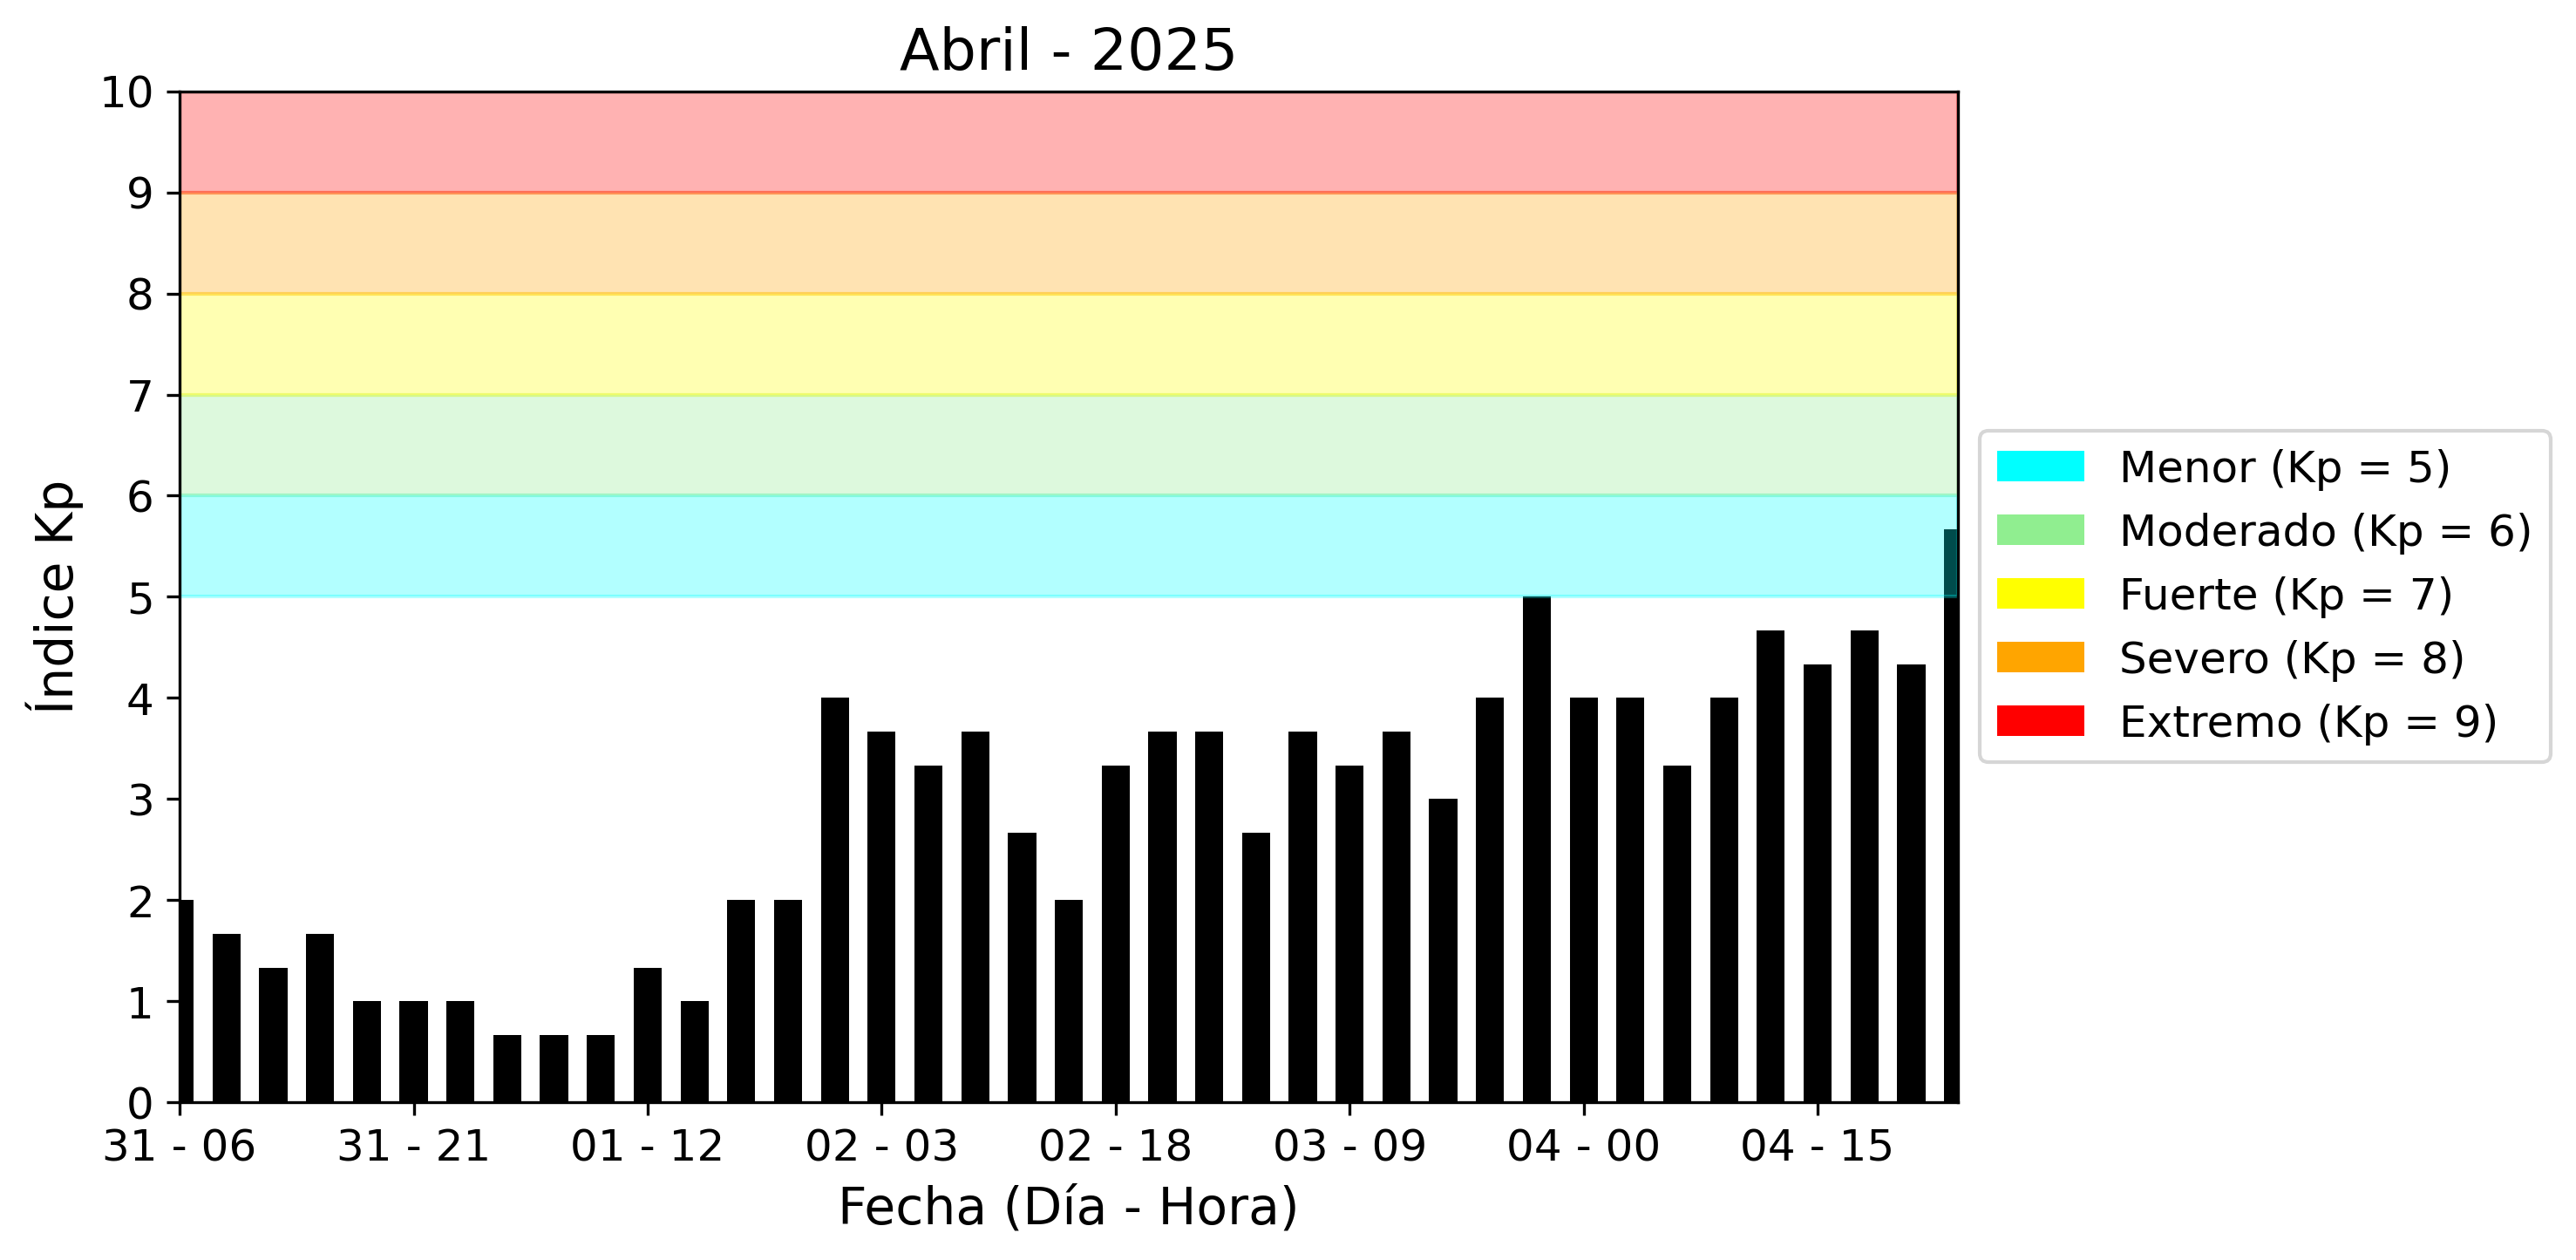 Abril - 2025
10
9
8
7
6
5
4
3
2
1
0
Índice Kp
31 - 06
31 - 21
01 - 12
02 - 03
02 - 18
03 - 09
04 - 00
04 - 15
Fecha (Día - Hora)
Menor (Kp = 5)
Moderado (Kp = 6)
Fuerte (Kp = 7)
Severo (Kp = 8)
Extremo (Kp = 9)